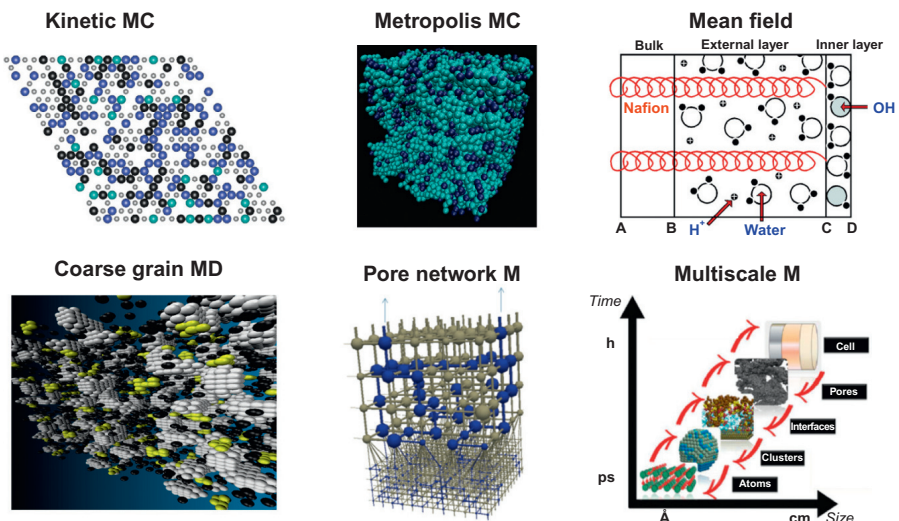 Kinetic MC
Metropolis MC
Mean field
Bulk
External layer
Inner layer
Nafion
OH
H+
Water
A
B
C
D
Coarse grain MD
Pore network M
Multiscale M
Time
h
Cell
Pores
Interfaces
Clusters
Atoms
ps
Å
cm
Size